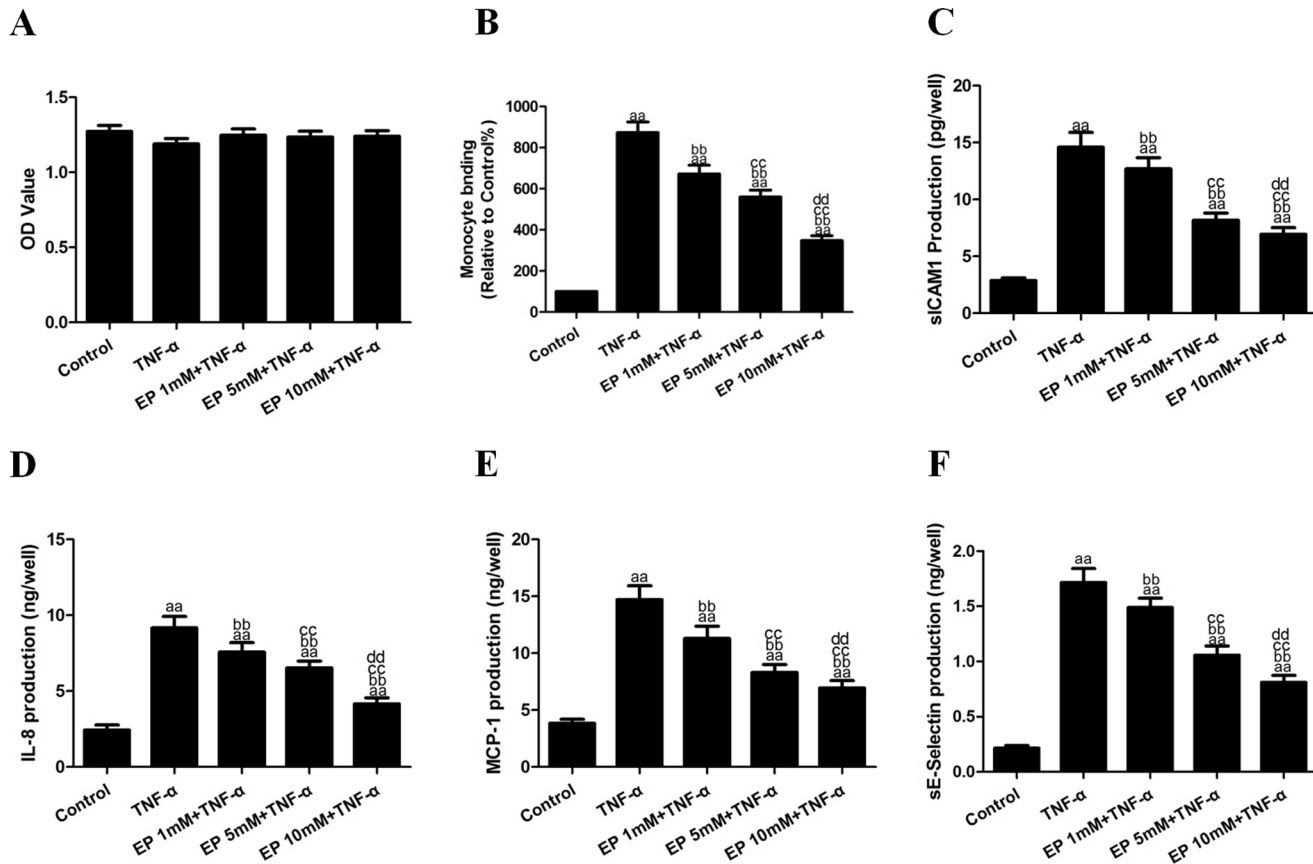 A
OD Value
1.5
1.0
0.5
0.0
Control
TNF-α
EP 1mM+TNF-α
EP 5mM+TNF-α
EP 10mM+TNF-α
B
Monocyte bnding
(Relative to Control%)
1000
800
600
400
200
0
aa
bb
aa
cc
bb
aa
dd
cc
bb
aa
Control
TNF-α
EP 1mM+TNF-α
EP 5mM+TNF-α
EP 10mM+TNF-α
C
sICAM1 Production (pg/well)
20
15
10
5
0
aa
bb
aa
cc
bb
aa
dd
cc
bb
aa
Control
TNF-α
EP 1mM+TNF-α
EP 5mM+TNF-α
EP 10mM+TNF-α
D
IL-8 production (ng/well)
15
10
5
0
aa
bb
aa
cc
bb
aa
dd
cc
bb
aa
Control
TNF-α
EP 1mM+TNF-α
EP 5mM+TNF-α
EP 10mM+TNF-α
E
MCP-1 production (ng/well)
20
15
10
5
0
aa
bb
aa
cc
bb
aa
dd
cc
bb
aa
Control
TNF-α
EP 1mM+TNF-α
EP 5mM+TNF-α
EP 10mM+TNF-α
F
sE-Selectin production (ng/well)
2.0
1.5
1.0
0.5
0.0
aa
bb
aa
cc
bb
aa
dd
cc
bb
aa
Control
TNF-α
EP 1mM+TNF-α
EP 5mM+TNF-α
EP 10mM+TNF-α